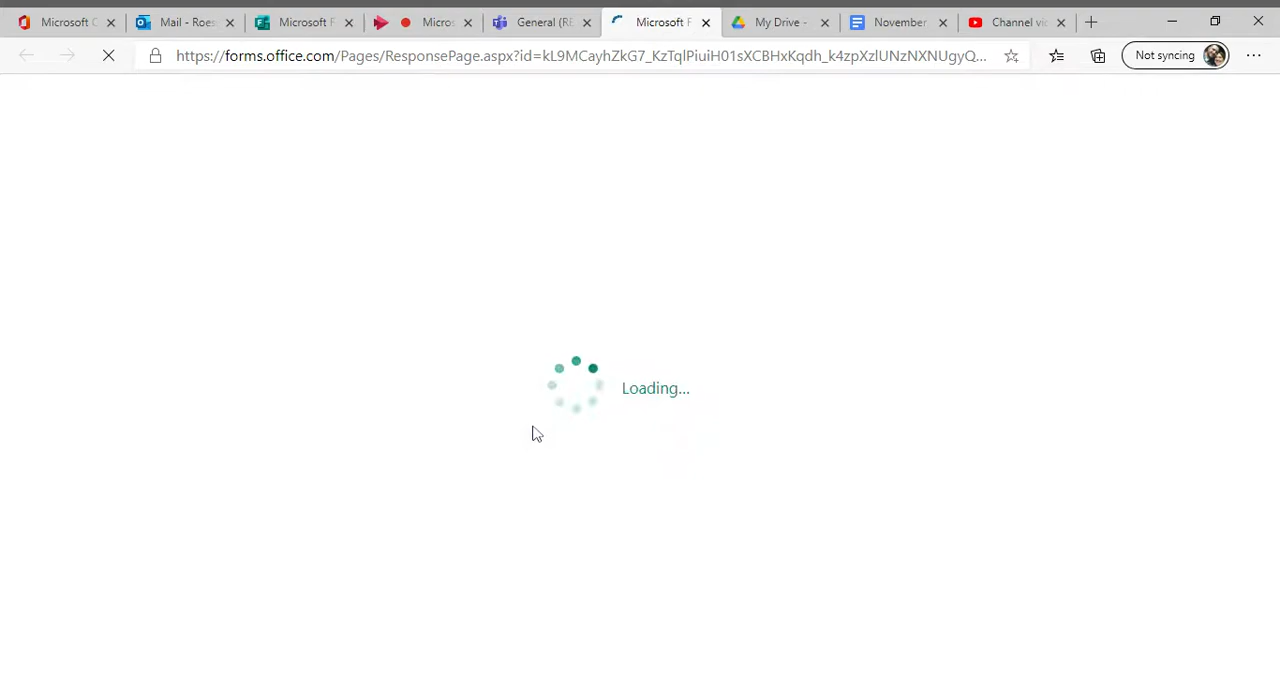 Microsoft O
Mail - Roes
Microsoft F
Micros
General (RE
Microsoft F
My Drive -
November
Channel vi
https://forms.office.com/Pages/ResponsePage.aspx?id=kL9MCayhZkG7_KzTqlPiuiH01sXCBHxKqdh_k4zpXzlUNzNXNUgyQ...
Not syncing
Loading...